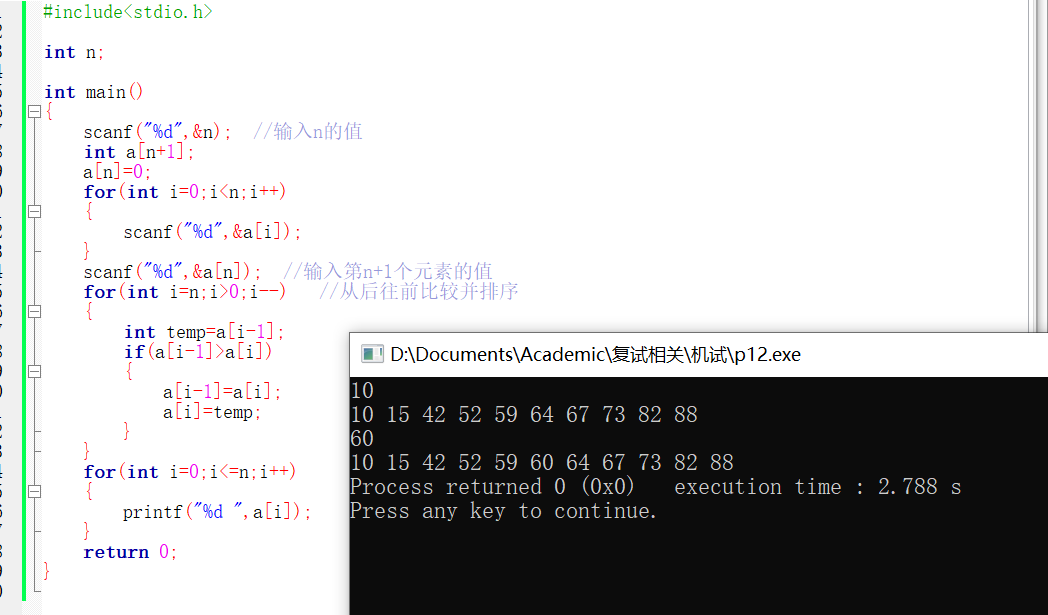 #include<stdio.h>
int n;
int main()
{
scanf("%d",&n);  //输入n的值
int a[n+1];
a[n]=0;
for(int i=0;i<n;i++)
{
scanf("%d",&a[i]);
}
scanf("%d",&a[n]);  //输入第n+1个元素的值
for(int i=n;i>0;i--)   //从后往前比较并排序
{
int temp=a[i-1];
if(a[i-1]>a[i])
{
a[i-1]=a[i];
a[i]=temp;
}
}
for(int i=0;i<=n;i++)
{
printf("%d ",a[i]);
}
return 0;
}
D:\Documents\Academic\复试相关\机试\p12.exe
10
10 15 42 52 59 64 67 73 82 88
60
10 15 42 52 59 60 64 67 73 82 88
Process returned 0 (0x0)   execution time : 2.788 s
Press any key to continue.